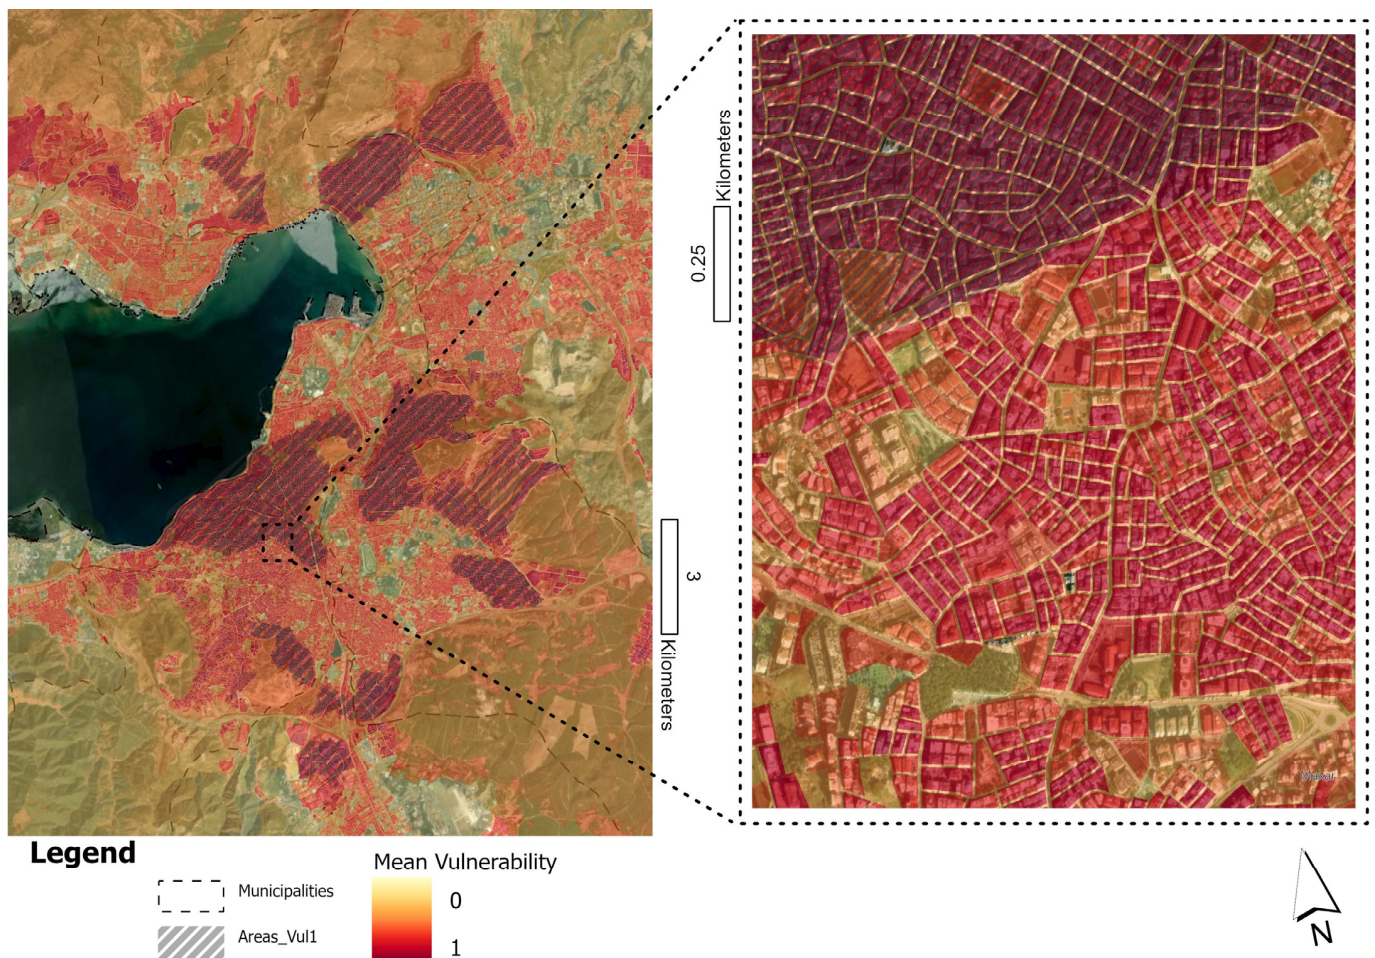 Kilometers
0.25
3
Kilometers
Legend
Municipalities
Areas_Vul1
Mean Vulnerability
0
1
N